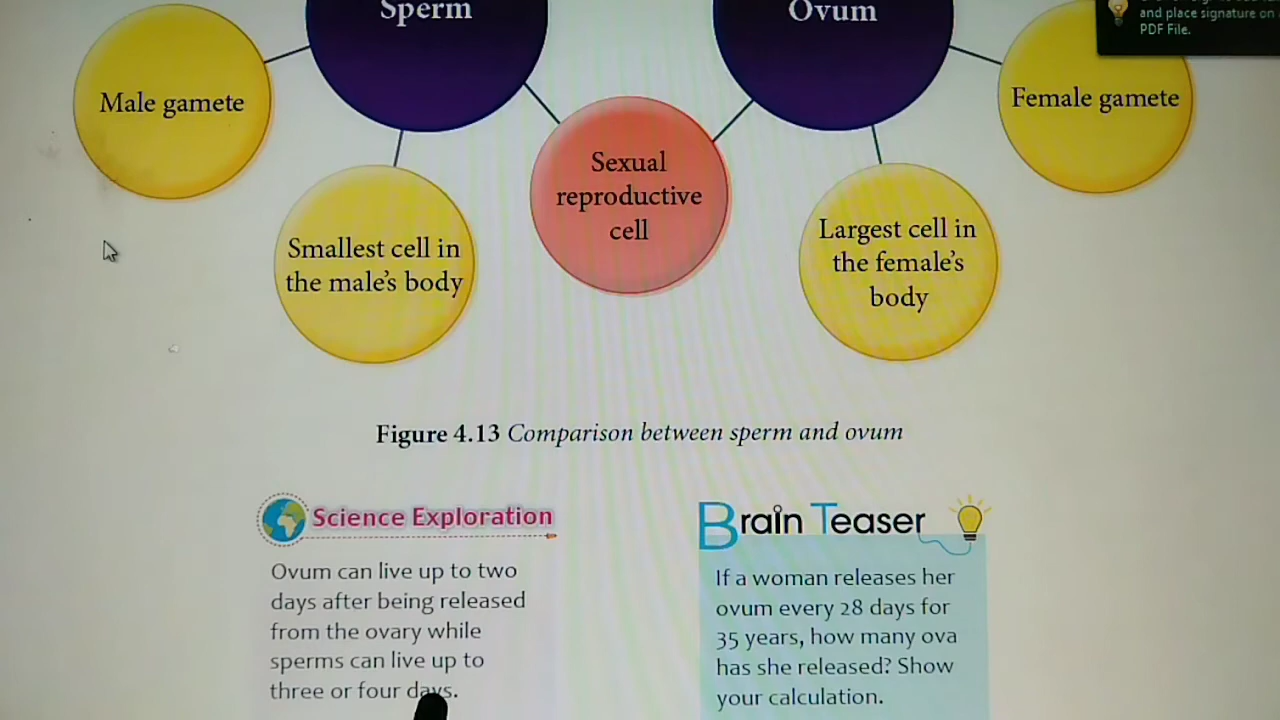 Sperm
Ovum
and place signature on
PDF File.
Male gamete
Female gamete
Sexual
reproductive
cell
Smallest cell in
the male's body
Largest cell in
the female's
body
Figure 4.13 Comparison between sperm and ovum
Science Exploration
Ovum can live up to two
days after being released
from the ovary while
sperms can live up to
three or four days.
Brain Teaser
If a woman releases her
ovum every 28 days for
35 years, how many ova
has she released? Show
your calculation.